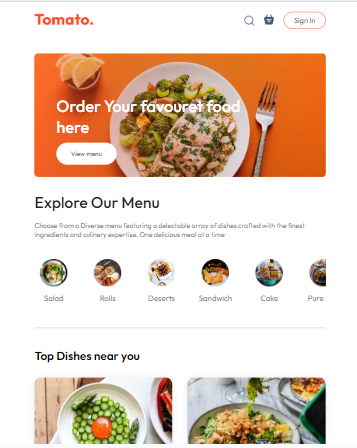 Tomato.
Sign In
Order Your favouret food
here
View menu
Explore Our Menu
Choose from a Diverse menu featuring a delectable array of dishes crafted with the finest
ingredients and culinery expertise. One delicious meal at a time
Salad
Rolls
Deserts
Sandwich
Cake
Pure
Top Dishes near you